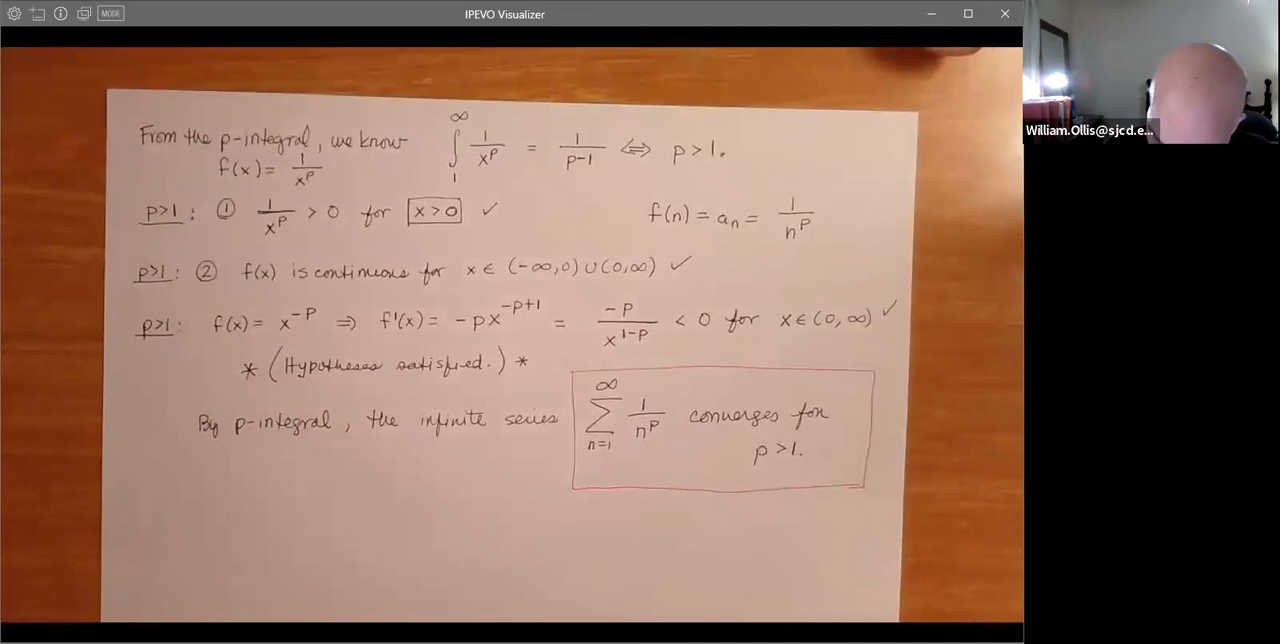 IPEVO Visualizer
MODE
William.Ollis@sjcd.e...
From the p-integral, we know ∫₁^∞ 1/x^p = 1/(p-1) ⇔ p > 1.
f(x) = 1/x^p
p>1 : ① 1/x^p > 0 for x > 0 ✓ f(n) = aₙ = 1/n^p
p>1 : ② f(x) is continuous for x ∈ (-∞,0) ∪ (0,∞) ✓
p>1 : f(x) = x^-p ⇒ f'(x) = -px^-p+1 = -p/x^1-p < 0 for x ∈ (0, ∞) ✓
* (Hypotheses satisfied.) *
By p-integral, the infinite series ∑_{n=1}^∞ 1/n^p converges for
p > 1.